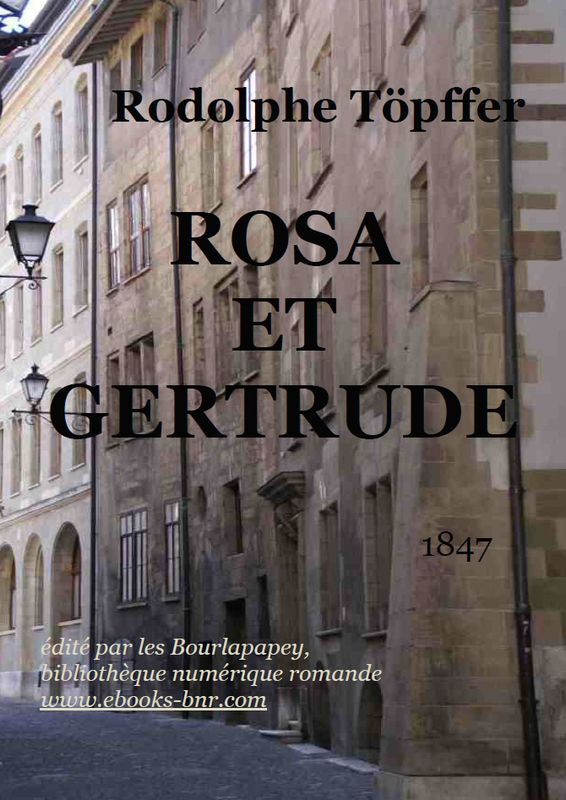 Rodolphe Töpffer
ROSA
ET
GERTRUDE
1847
édité par les Bourlapapey,
bibliothèque numérique romande
www.ebooks-bnr.com